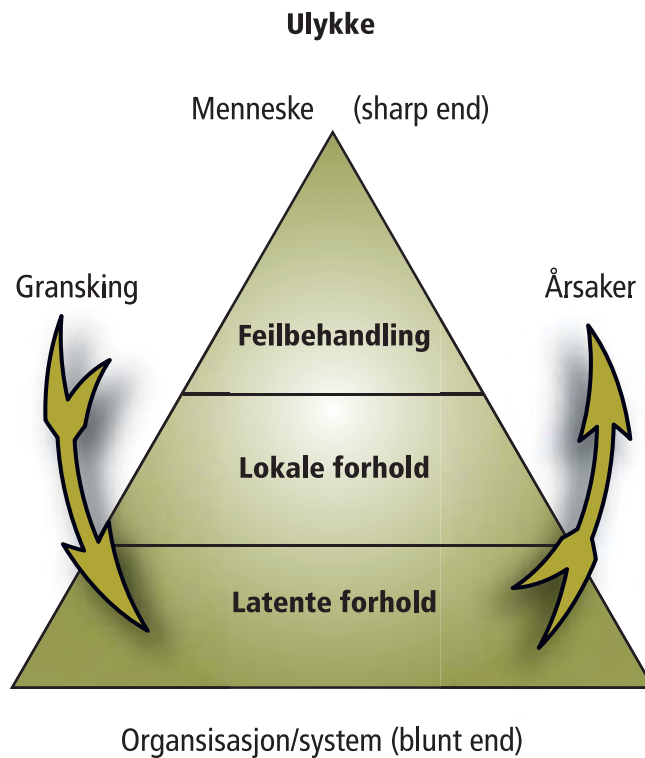 Ulykke
Menneske (sharp end)
Gransking
Årsaker
Feilbehandling
Lokale forhold
Latente forhold
Organsisasjon/system (blunt end)